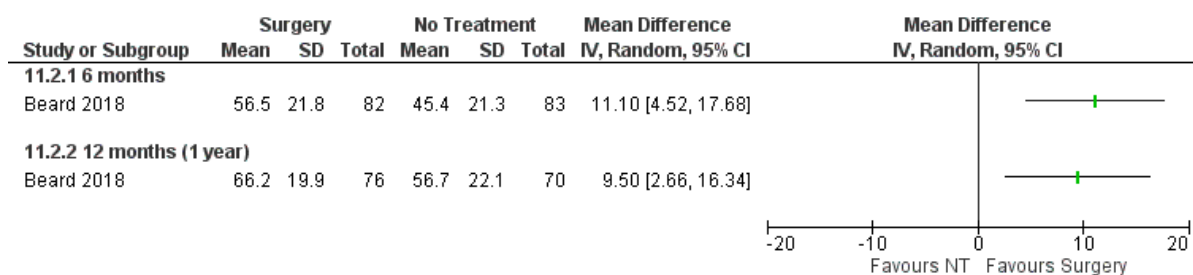 Surgery No Treatment Mean Difference Mean Difference
Study or Subgroup Mean SD Total Mean SD Total IV, Random, 95% CI IV, Random, 95% CI
11.2.1 6 months
Beard 2018 56.5 21.8 82 45.4 21.3 83 11.10 [4.52, 17.68]
11.2.2 12 months (1 year)
Beard 2018 66.2 19.9 76 56.7 22.1 70 9.50 [2.66, 16.34]
-20 -10 0 10 20
Favours NT Favours Surgery